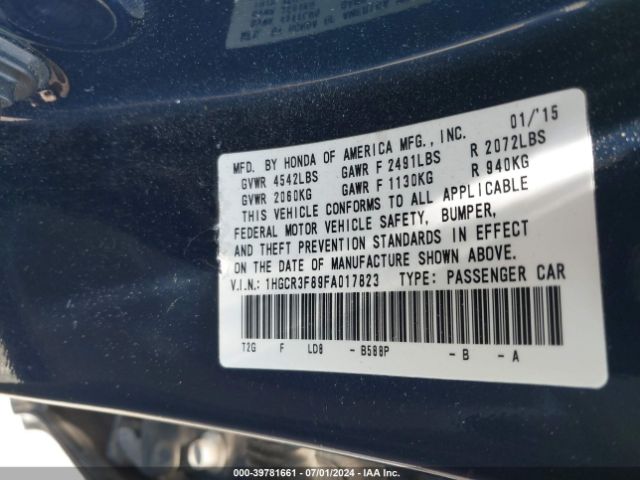 MFD. BY HONDA OF AMERICA MFG., INC. 01/'15
GVWR 4542LBS GAWR F 2491LBS R 2072LBS
GVWR 2060KG GAWR F 1130KG R 940KG
THIS VEHICLE CONFORMS TO ALL APPLICABLE
FEDERAL MOTOR VEHICLE SAFETY, BUMPER,
AND THEFT PREVENTION STANDARDS IN EFFECT
ON THE DATE OF MANUFACTURE SHOWN ABOVE.
V.I.N.: 1HGCR3F89FA017823 TYPE: PASSENGER CAR
T2G F LD8 - B588P - B - A
000-39781661 / 07/01/2024 / IAA Inc.